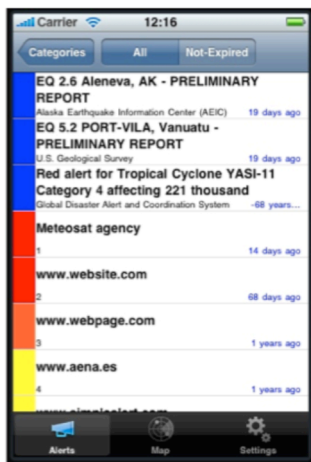 Carrier 12:16
Categories All Not-Expired
EQ 2.6 Aleneva, AK - PRELIMINARY
REPORT
Alaska Earthquake Information Center (AEIC) 19 days ago
EQ 5.2 PORT-VILA, Vanuatu -
PRELIMINARY REPORT
U.S. Geological Survey 19 days ago
Red alert for Tropical Cyclone YASI-11
Category 4 affecting 221 thousand
Global Disaster Alert and Coordination System -68 years...
Meteosat agency
1 14 days ago
www.website.com
2 68 days ago
www.webpage.com
3 1 years ago
www.aena.es
4 1 years ago
Alerts Map Settings